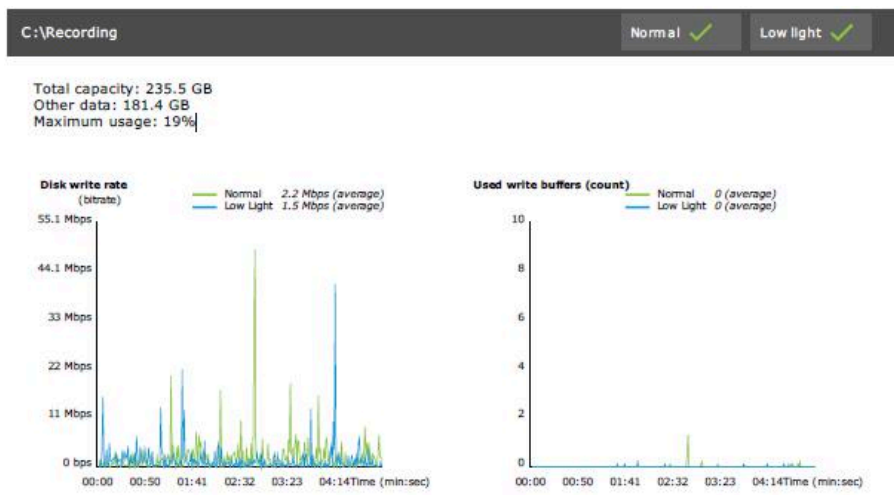 C:\Recording
Normal
Low light
Total capacity: 235.5 GB
Other data: 181.4 GB
Maximum usage: 19%
Disk write rate
(bitrate)
Normal 2.2 Mbps (average)
Low Light 1.5 Mbps (average)
55.1 Mbps
44.1 Mbps
33 Mbps
22 Mbps
11 Mbps
0 bps
00:00 00:50 01:41 02:32 03:23 04:14Time (min:sec)
Used write buffers (count)
Normal 0 (average)
Low Light 0 (average)
10
8
6
4
2
0
00:00 00:50 01:41 02:32 03:23 04:14Time (min:sec)